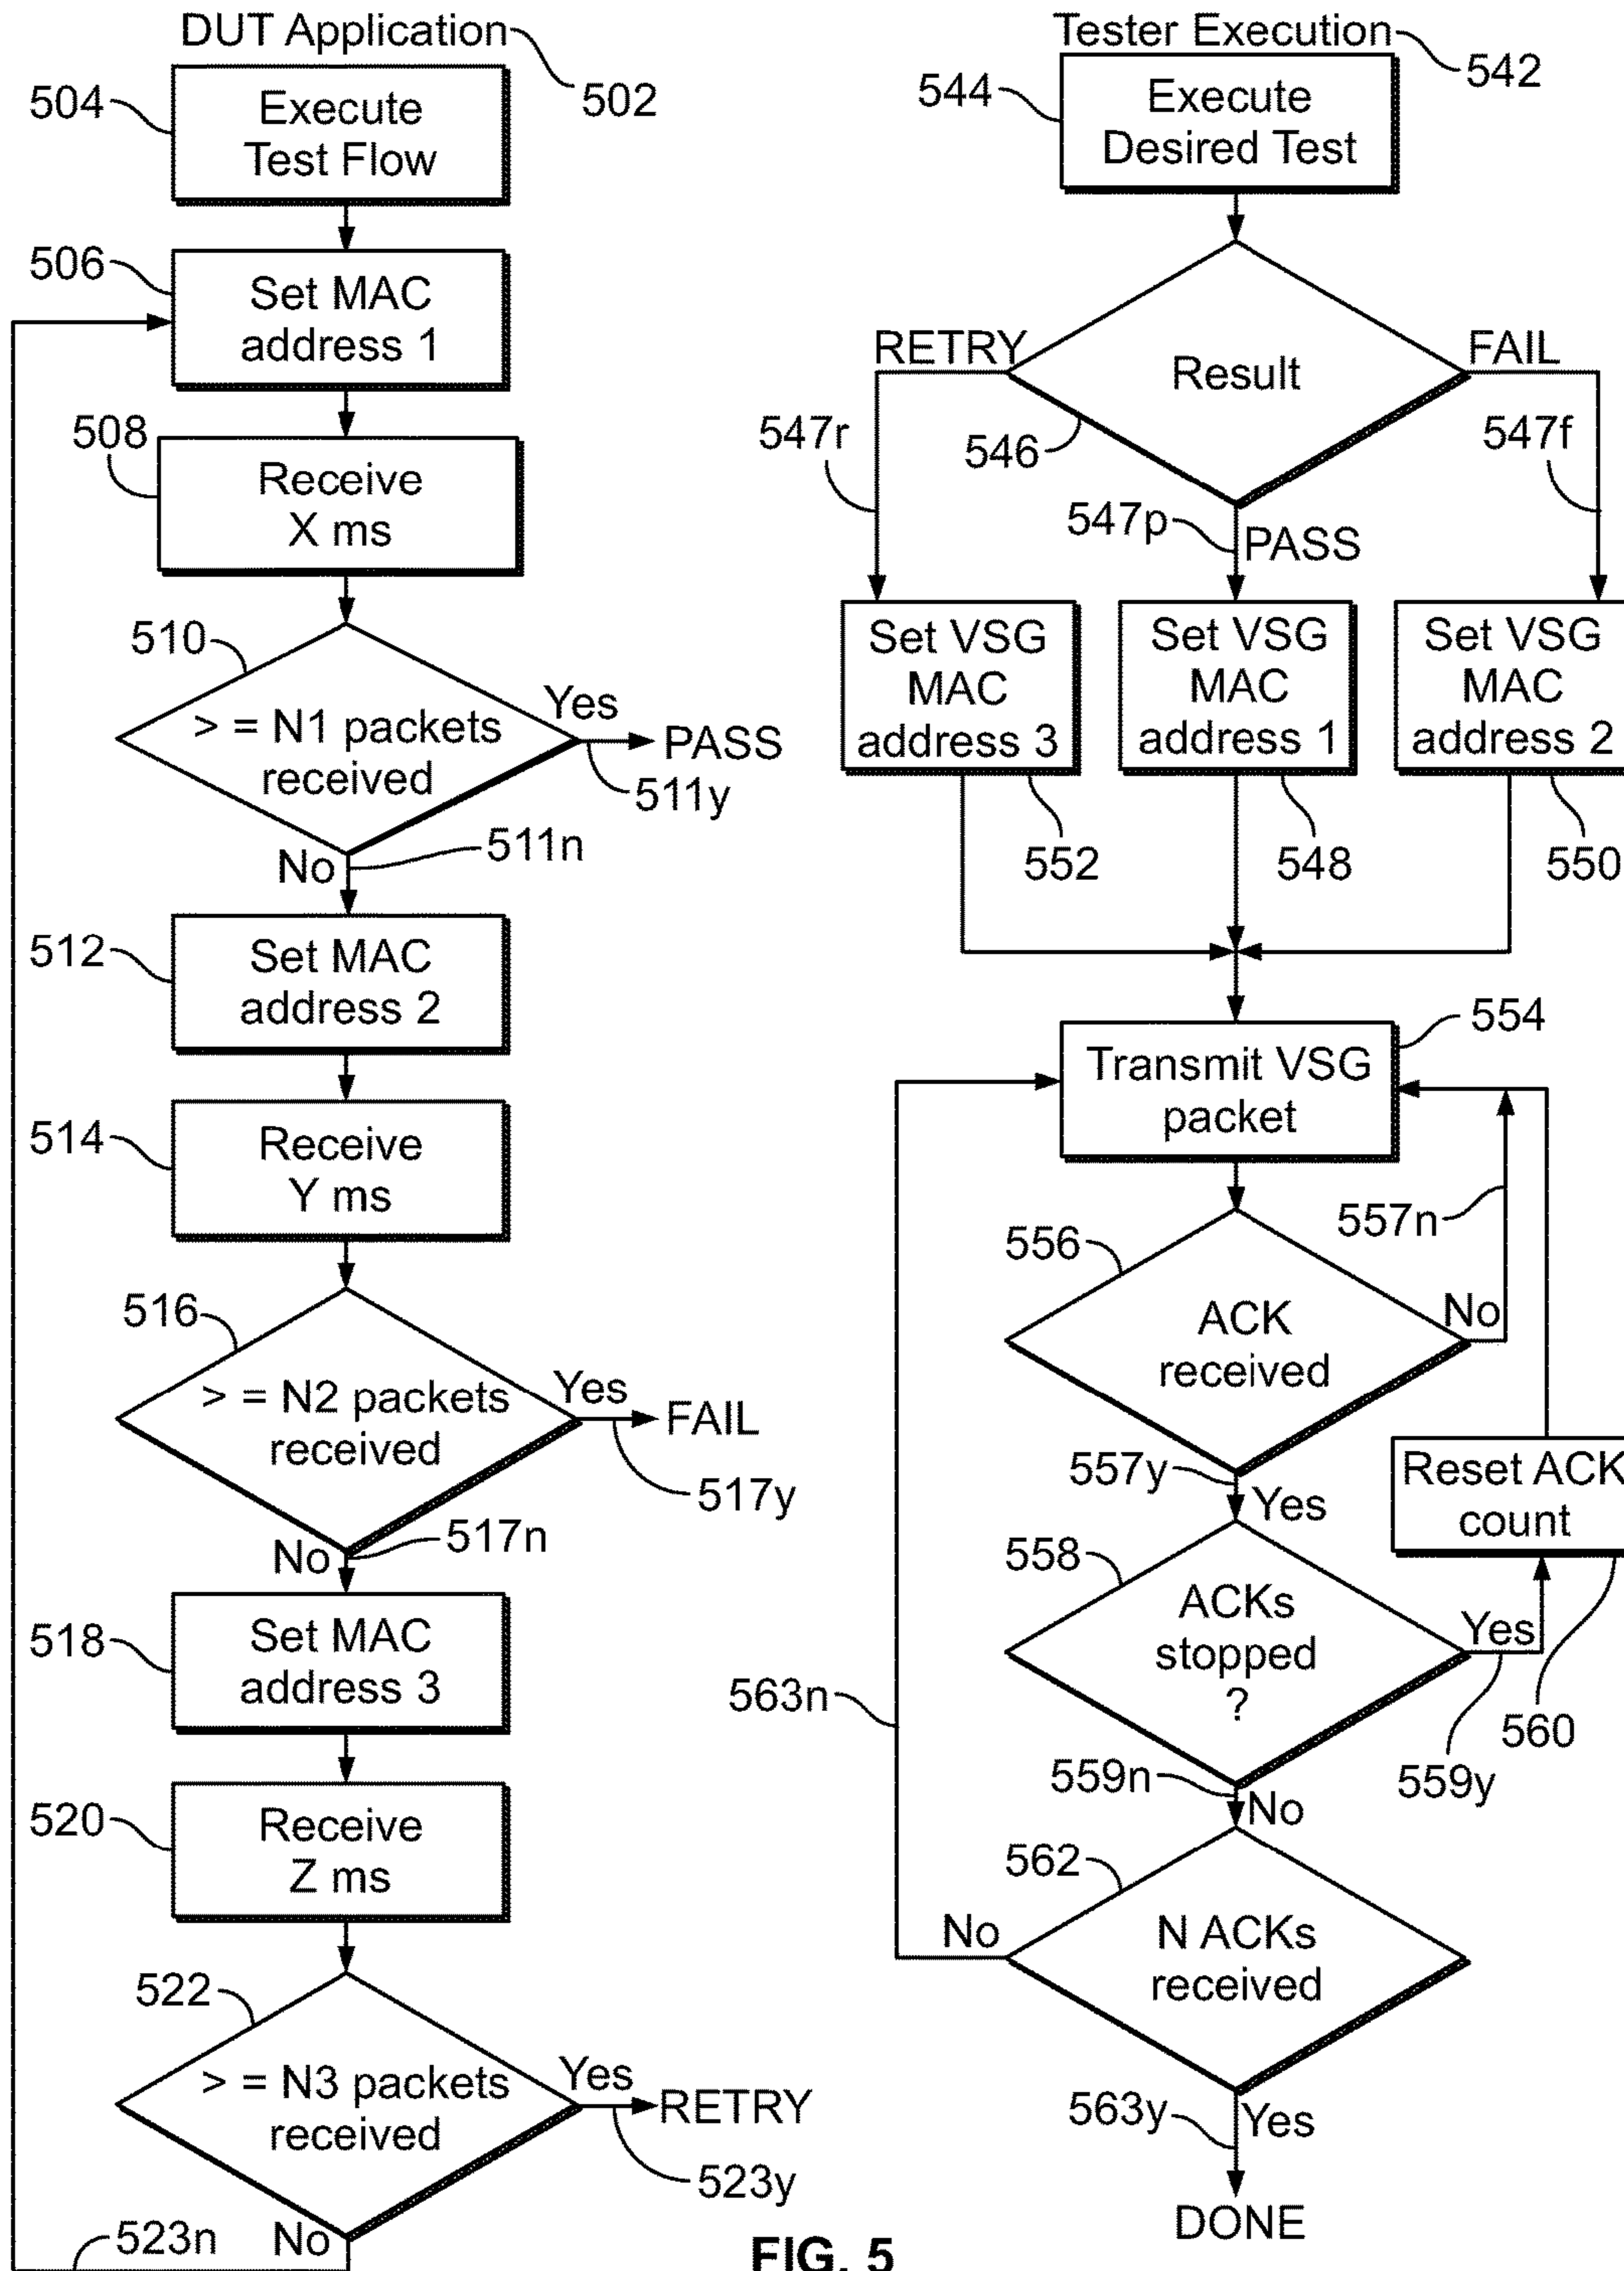 DUT Application
502
504
Execute
Test Flow
506
Set MAC
address 1
508
Receive
X ms
510
> = N1 packets
received
Yes
PASS
511y
No
511n
512
Set MAC
address 2
514
Receive
Y ms
516
> = N2 packets
received
Yes
FAIL
517y
No
517n
518
Set MAC
address 3
520
Receive
Z ms
522
> = N3 packets
received
Yes
RETRY
523y
No
523n
Tester Execution
542
544
Execute
Desired Test
Result
546
RETRY
547r
547p
PASS
FAIL
547f
Set VSG
MAC
address 3
552
Set VSG
MAC
address 1
548
Set VSG
MAC
address 2
550
554
Transmit VSG
packet
556
ACK
received
No
557n
557y
Yes
558
ACKs
stopped
?
Yes
559y
Reset ACK
count
560
559n
No
562
N ACKs
received
No
563n
563y
Yes
DONE
FIG. 5